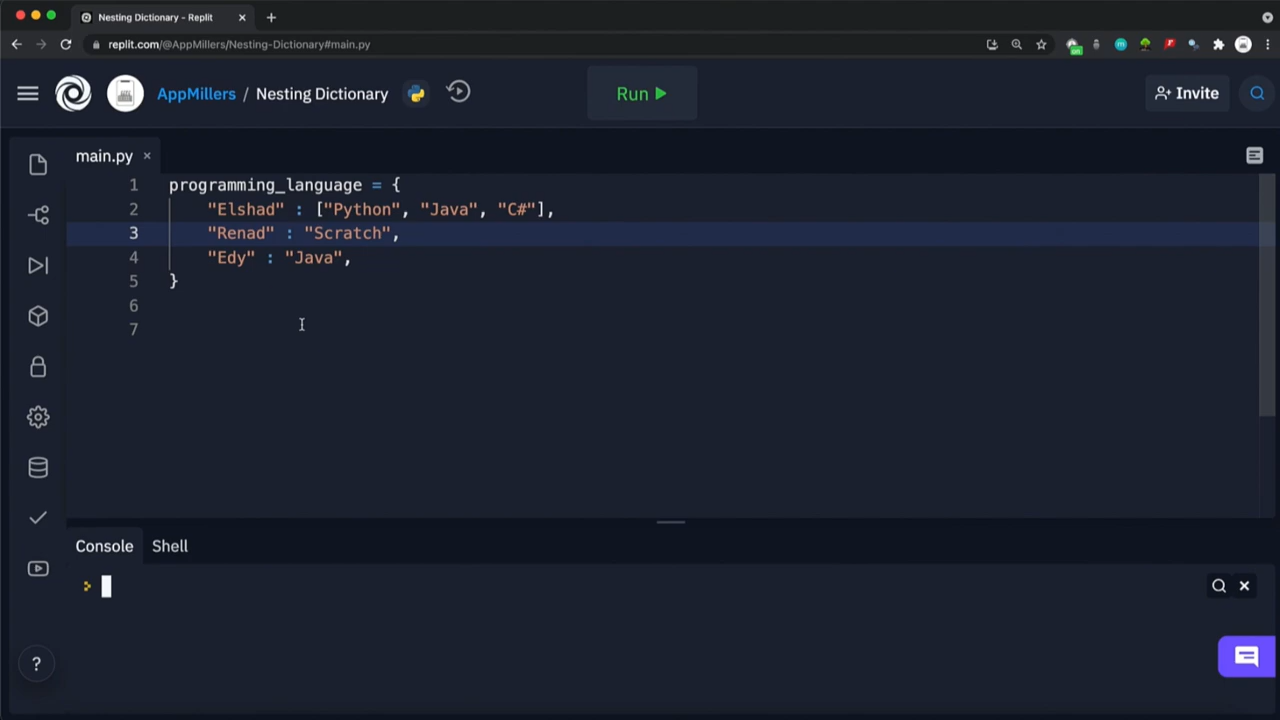 Nesting Dictionary - Replit
replit.com/@AppMillers/Nesting-Dictionary#main.py
AppMillers / Nesting Dictionary
Run
Invite
main.py
1 programming_language = {
2 "Elshad" : ["Python", "Java", "C#"],
3 "Renad" : "Scratch",
4 "Edy" : "Java",
5 }
6
7
Console Shell
?